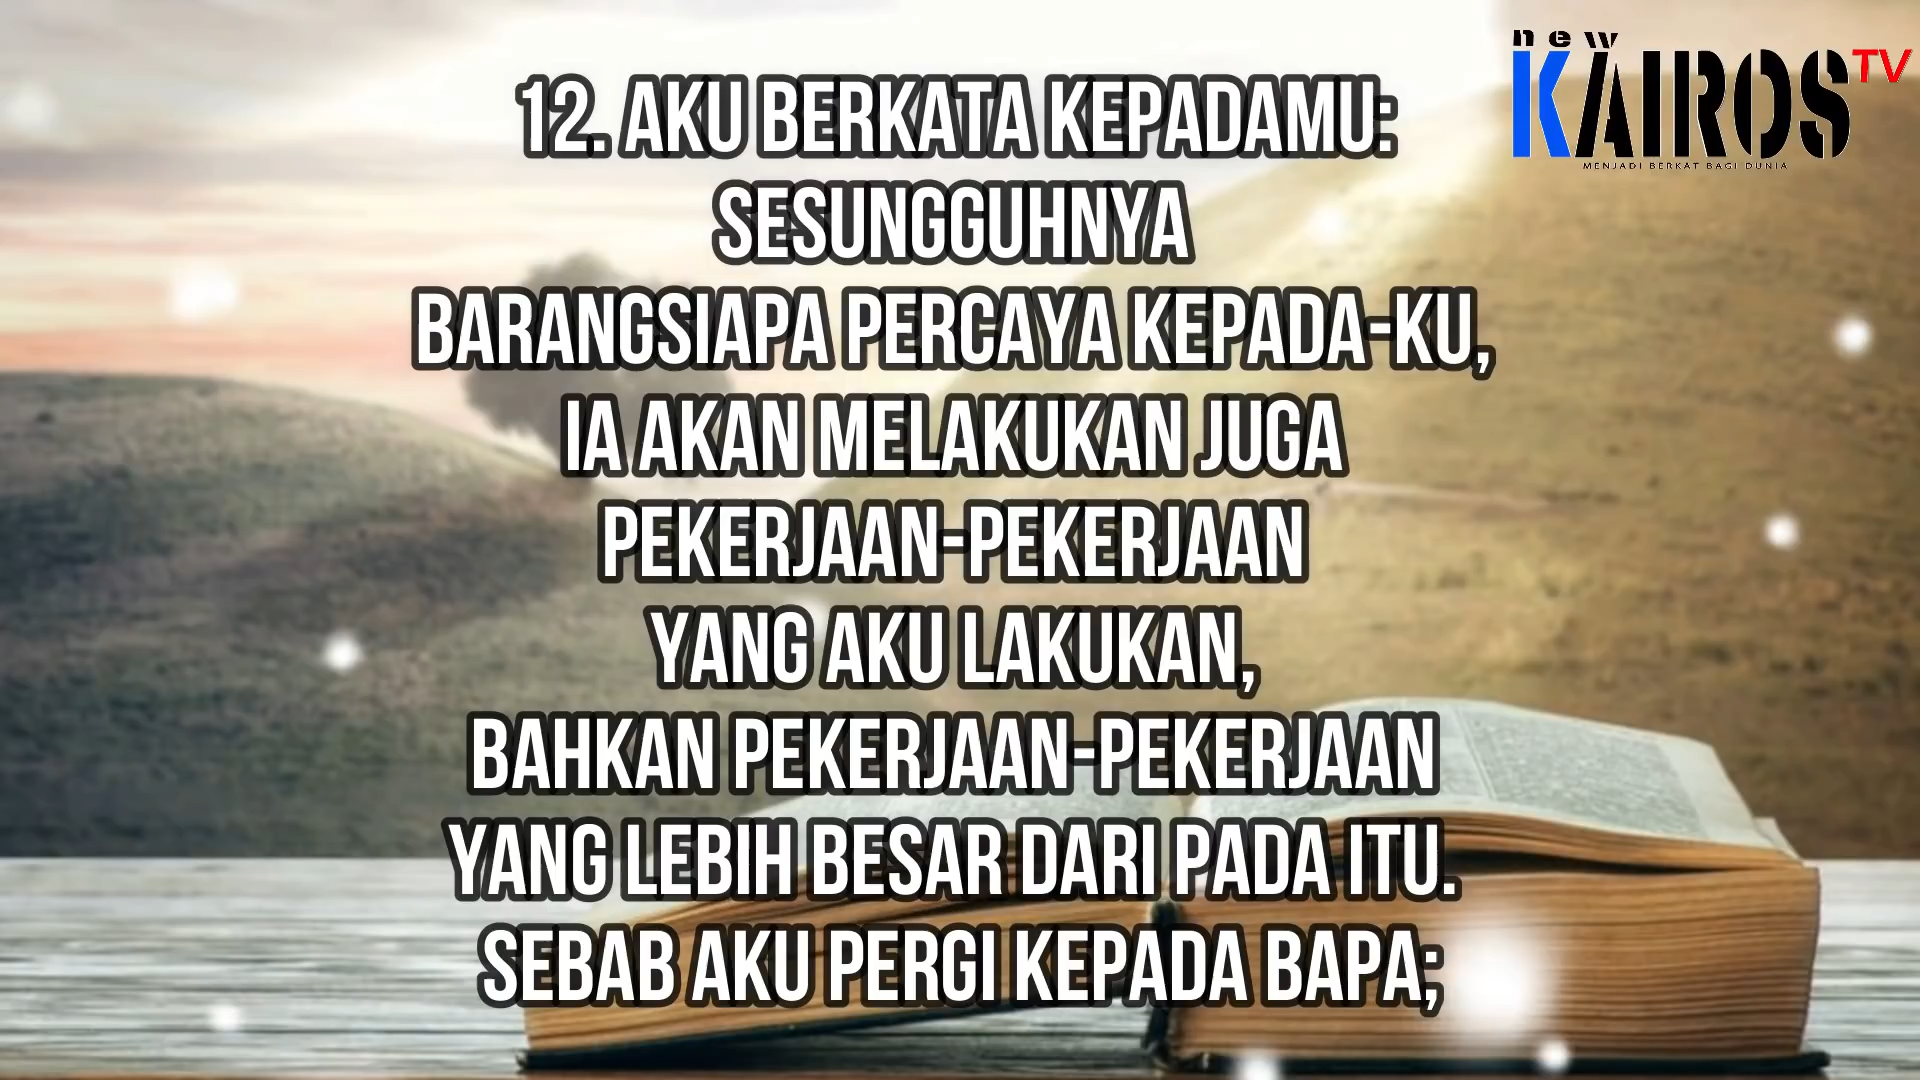 new
KAIROS TV
MENJADI BERKAT BAGI DUNIA
12. AKU BERKATA KEPADAMU:
SESUNGGUHNYA
BARANGSIAPA PERCAYA KEPADA-KU,
IA AKAN MELAKUKAN JUGA
PEKERJAAN-PEKERJAAN
YANG AKU LAKUKAN,
BAHKAN PEKERJAAN-PEKERJAAN
YANG LEBIH BESAR DARI PADA ITU.
SEBAB AKU PERGI KEPADA BAPA;